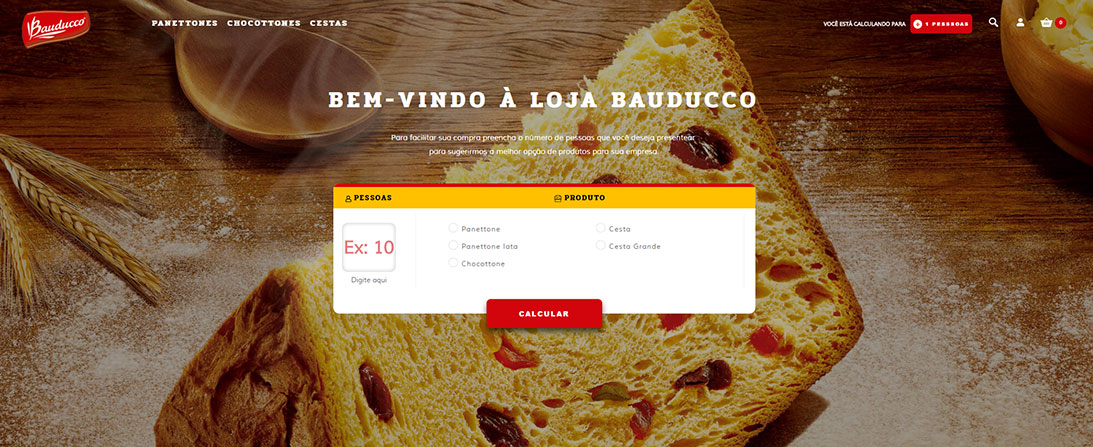 Bauducco
PANETTONES CHOCOTTONES CESTAS
VOCÊ ESTÁ CALCULANDO PARA
1 PESSOAS
0
BEM-VINDO À LOJA BAUDUCCO
Para facilitar sua compra preencha o número de pessoas que você deseja presentear
para sugerirmos a melhor opção de produtos para sua empresa.
PESSOAS
PRODUTO
Ex: 10
Digite aqui
Panettone
Panettone lata
Chocottone
Cesta
Cesta Grande
CALCULAR